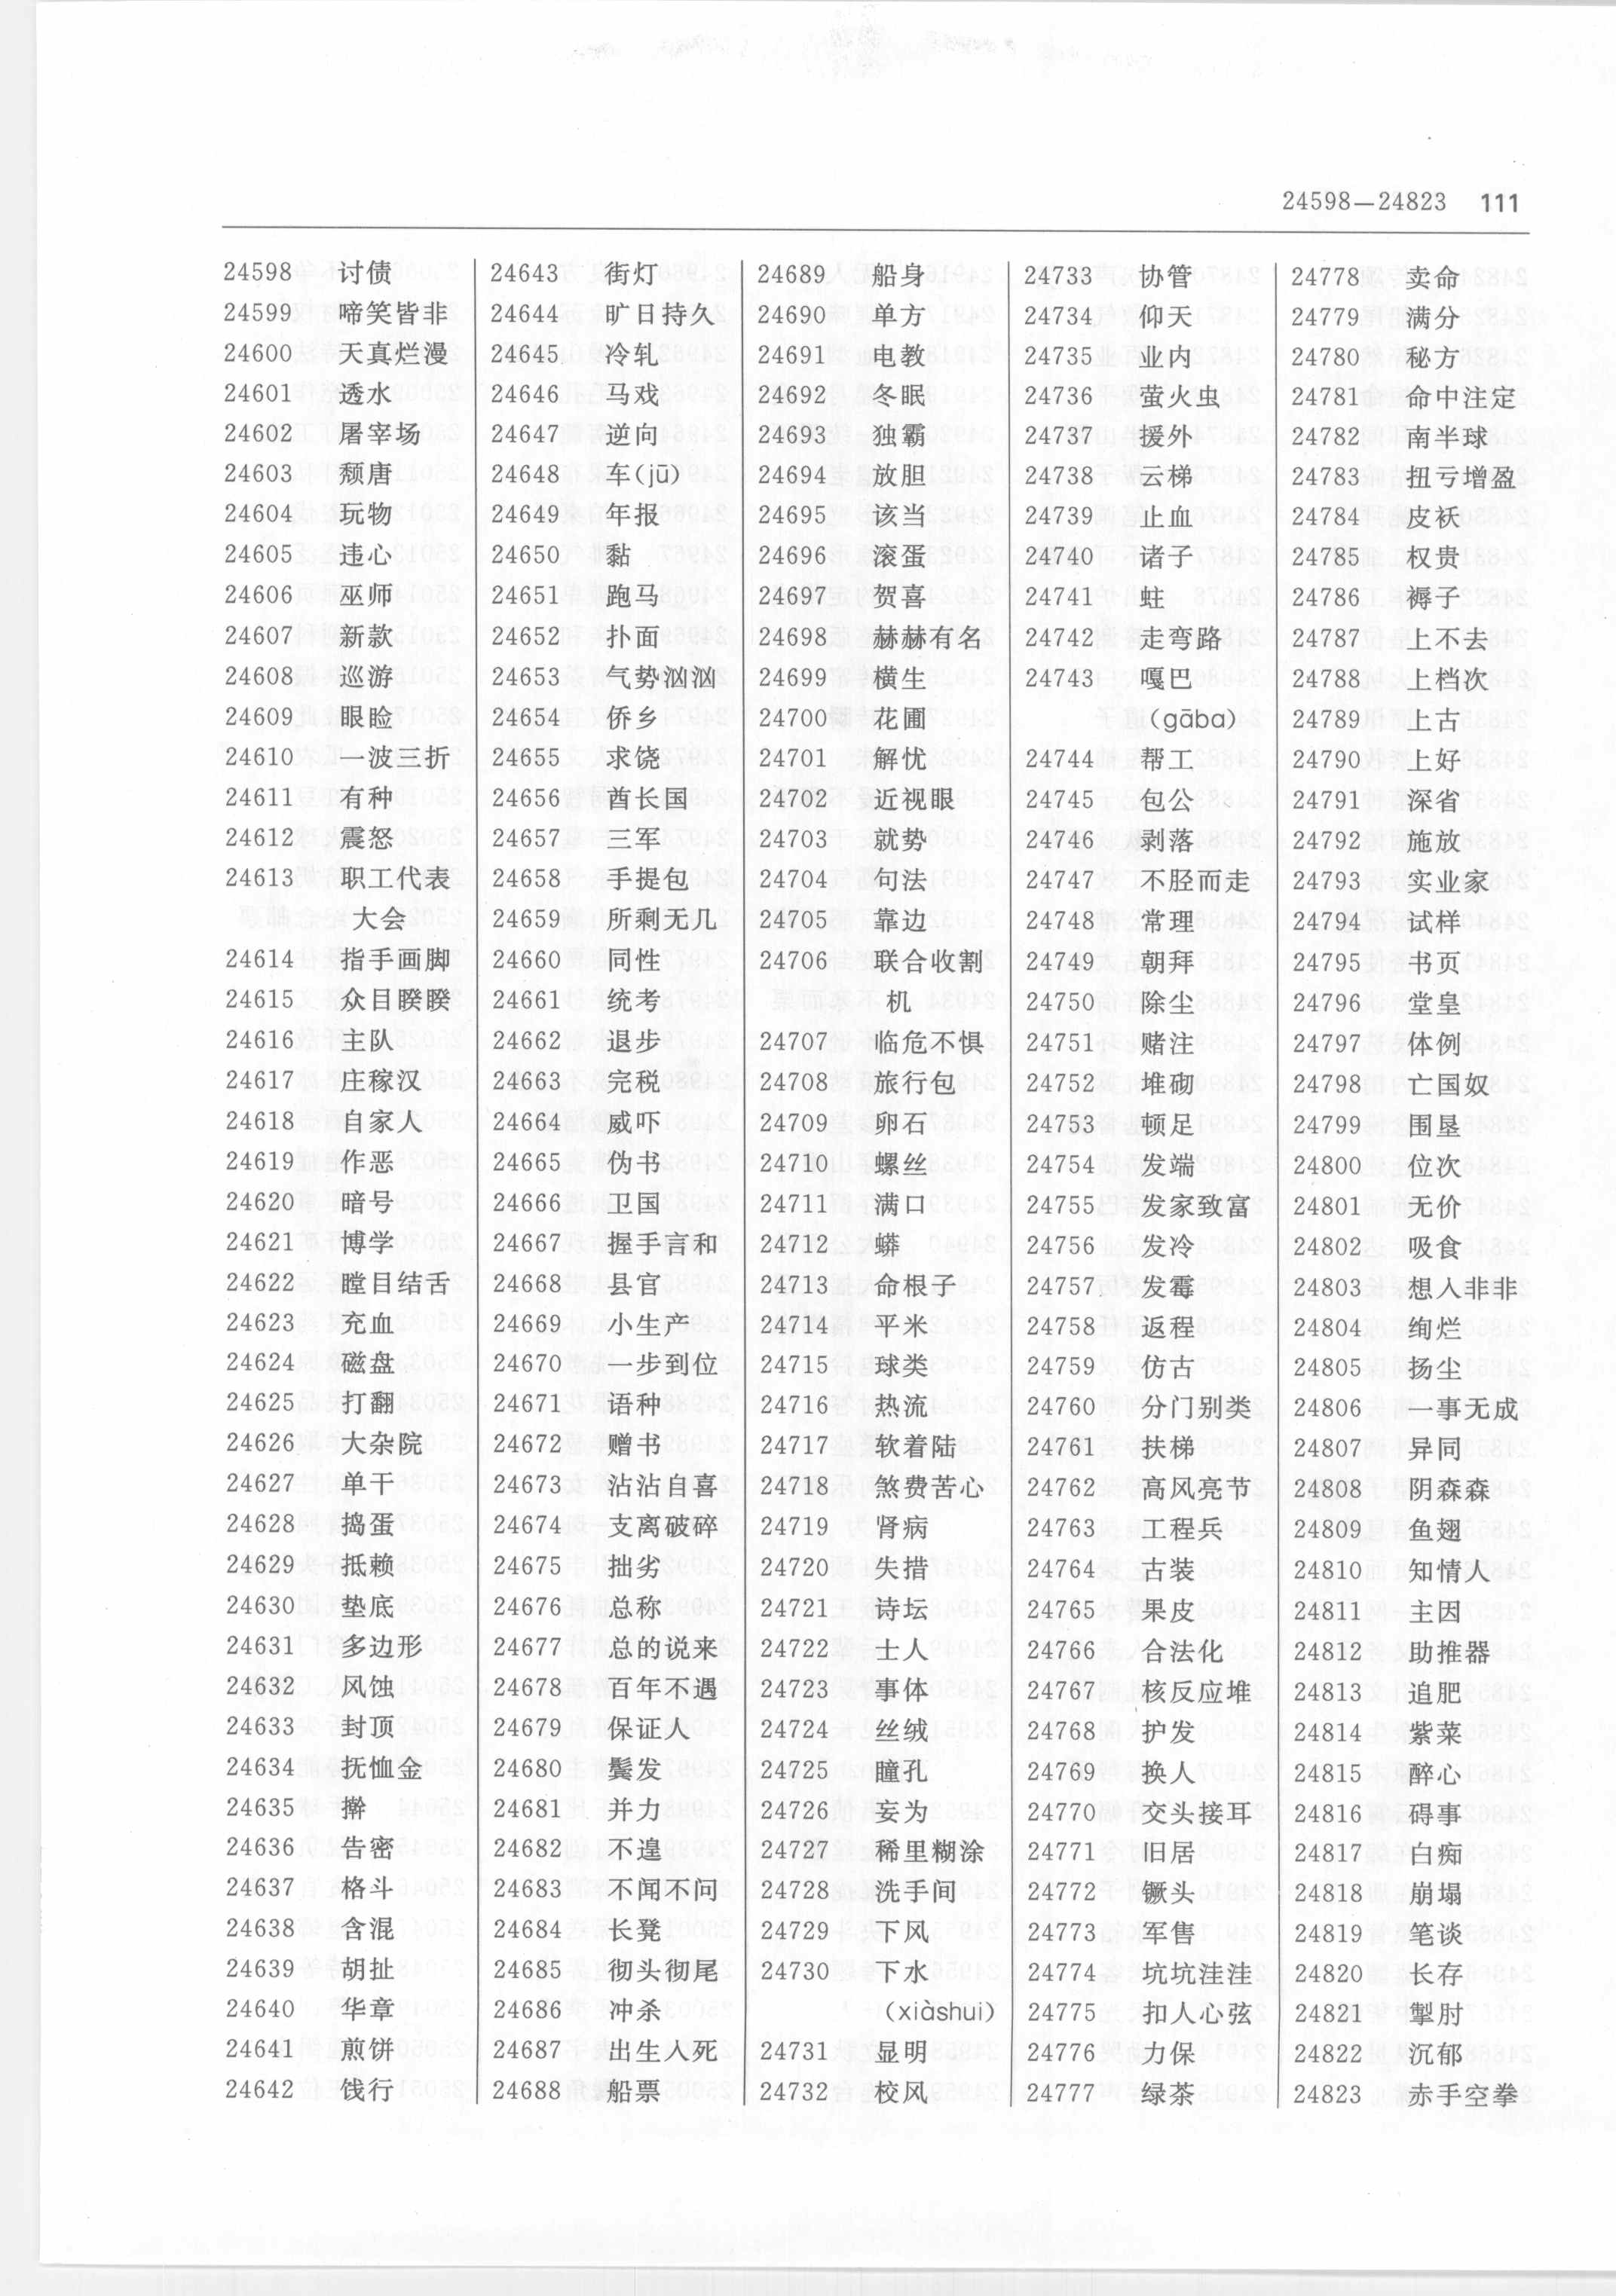 24598—24823 111
24598 讨债
24599 啼笑皆非
24600 天真烂漫
24601 透水
24602 屠宰场
24603 颓唐
24604 玩物
24605 违心
24606 巫师
24607 新款
24608 巡游
24609 眼睑
24610 一波三折
24611 有种
24612 震怒
24613 职工代表
大会
24614 指手画脚
24615 众目睽睽
24616 主队
24617 庄稼汉
24618 自家人
24619 作恶
24620 暗号
24621 博学
24622 瞠目结舌
24623 充血
24624 磁盘
24625 打翻
24626 大杂院
24627 单干
24628 捣蛋
24629 抵赖
24630 垫底
24631 多边形
24632 风蚀
24633 封顶
24634 抚恤金
24635 擀
24636 告密
24637 格斗
24638 含混
24639 胡扯
24640 华章
24641 煎饼
24642 饯行
24643 街灯
24644 旷日持久
24645 冷轧
24646 马戏
24647 逆向
24648 车(jū)
24649 年报
24650 黏
24651 跑马
24652 扑面
24653 气势汹汹
24654 侨乡
24655 求饶
24656 酋长国
24657 三军
24658 手提包
24659 所剩无几
24660 同性
24661 统考
24662 退步
24663 完税
24664 威吓
24665 伪书
24666 卫国
24667 握手言和
24668 县官
24669 小生产
24670 一步到位
24671 语种
24672 赠书
24673 沾沾自喜
24674 支离破碎
24675 拙劣
24676 总称
24677 总的说来
24678 百年不遇
24679 保证人
24680 鬓发
24681 并力
24682 不遑
24683 不闻不问
24684 长凳
24685 彻头彻尾
24686 冲杀
24687 出生入死
24688 船票
24689 船身
24690 单方
24691 电教
24692 冬眠
24693 独霸
24694 放胆
24695 该当
24696 滚蛋
24697 贺喜
24698 赫赫有名
24699 横生
24700 花圃
24701 解忧
24702 近视眼
24703 就势
24704 句法
24705 靠边
24706 联合收割
机
24707 临危不惧
24708 旅行包
24709 卵石
24710 螺丝
24711 满口
24712 蟒
24713 命根子
24714 平米
24715 球类
24716 热流
24717 软着陆
24718 煞费苦心
24719 肾病
24720 失措
24721 诗坛
24722 士人
24723 事体
24724 丝绒
24725 瞳孔
24726 妄为
24727 稀里糊涂
24728 洗手间
24729 下风
24730 下水
(xiàshui)
24731 显明
24732 校风
24733 协管
24734 仰天
24735 业内
24736 萤火虫
24737 援外
24738 云梯
24739 止血
24740 诸子
24741 蛀
24742 走弯路
24743 嘎巴
(gāba)
24744 帮工
24745 包公
24746 剥落
24747 不胫而走
24748 常理
24749 朝拜
24750 除尘
24751 赌注
24752 堆砌
24753 顿足
24754 发端
24755 发家致富
24756 发冷
24757 发霉
24758 返程
24759 仿古
24760 分门别类
24761 扶梯
24762 高风亮节
24763 工程兵
24764 古装
24765 果皮
24766 合法化
24767 核反应堆
24768 护发
24769 换人
24770 交头接耳
24771 旧居
24772 镢头
24773 军售
24774 坑坑洼洼
24775 扣人心弦
24776 力保
24777 绿茶
24778 卖命
24779 满分
24780 秘方
24781 命中注定
24782 南半球
24783 扭亏增盈
24784 皮袄
24785 权贵
24786 褥子
24787 上不去
24788 上档次
24789 上古
24790 上好
24791 深省
24792 施放
24793 实业家
24794 试样
24795 书页
24796 堂皇
24797 体例
24798 亡国奴
24799 围垦
24800 位次
24801 无价
24802 吸食
24803 想入非非
24804 绚烂
24805 扬尘
24806 一事无成
24807 异同
24808 阴森森
24809 鱼翅
24810 知情人
24811 主因
24812 助推器
24813 追肥
24814 紫菜
24815 醉心
24816 碍事
24817 白痴
24818 崩塌
24819 笔谈
24820 长存
24821 掣肘
24822 沉郁
24823 赤手空拳